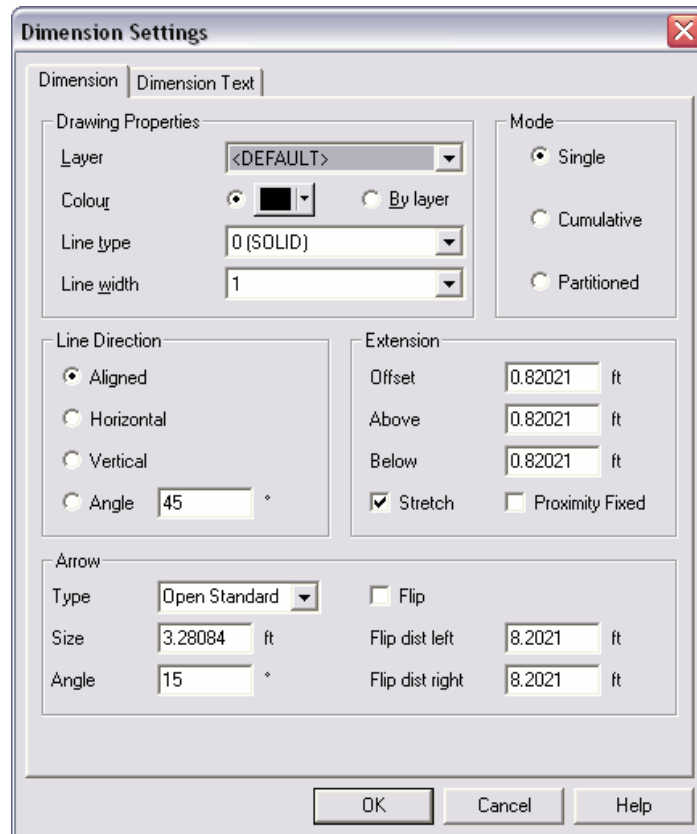 Dimension Settings
Dimension
Dimension Text
Drawing Properties
Layer
<DEFAULT>
Colour
By layer
Line type
0 (SOLID)
Line width
1
Mode
Single
Cumulative
Partitioned
Line Direction
Aligned
Horizontal
Vertical
Angle 45 °
Extension
Offset 0.82021 ft
Above 0.82021 ft
Below 0.82021 ft
Stretch
Proximity Fixed
Arrow
Type Open Standard
Flip
Size 3.28084 ft
Flip dist left 8.2021 ft
Angle 15 °
Flip dist right 8.2021 ft
OK
Cancel
Help